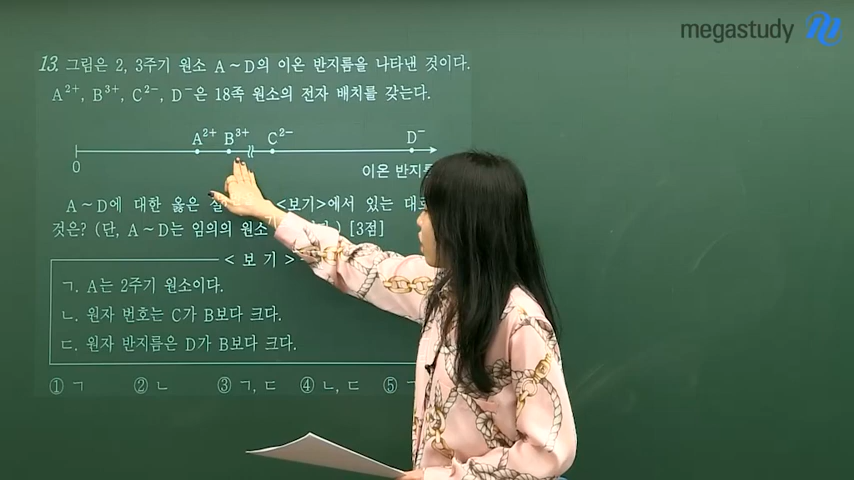 megastudy
13. 그림은 2, 3주기 원소 A ~ D의 이온 반지름을 나타낸 것이다.
A²⁺, B³⁺, C²⁻, D⁻은 18족 원소의 전자 배치를 갖는다.
A²⁺ B³⁺ C²⁻ D⁻
0
이온 반지름
A ~ D에 대한 옳은 <보기>에서 있는 대로
것은? (단, A ~ D는 임의의 원소 [3점]
< 보 기 >
ㄱ. A는 2주기 원소이다.
ㄴ. 원자 번호는 C가 B보다 크다.
ㄷ. 원자 반지름은 D가 B보다 크다.
① ㄱ ② ㄴ ③ ㄱ, ㄷ ④ ㄴ, ㄷ ⑤ ㄱ